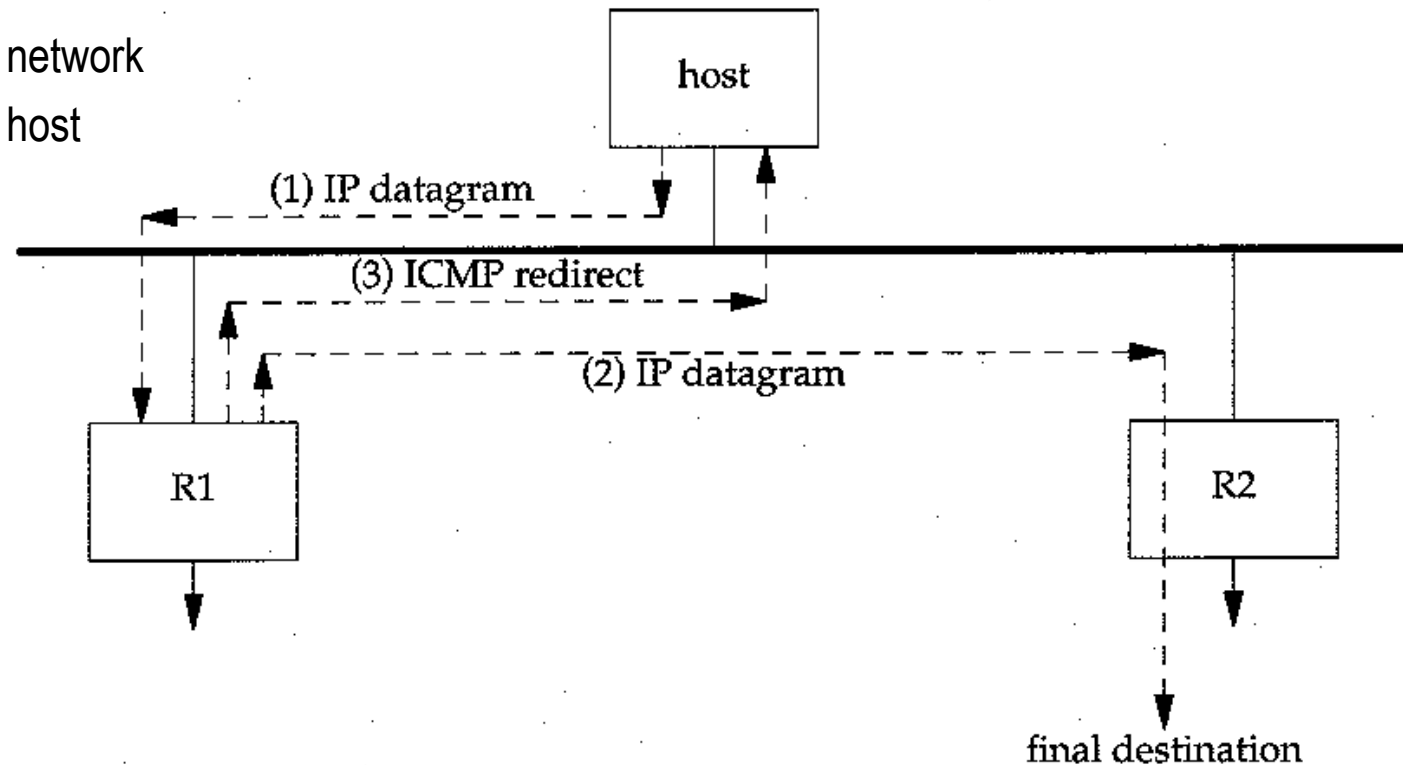 network
host
host
(1) IP datagram
(3) ICMP redirect
(2) IP datagram
R1
R2
final destination